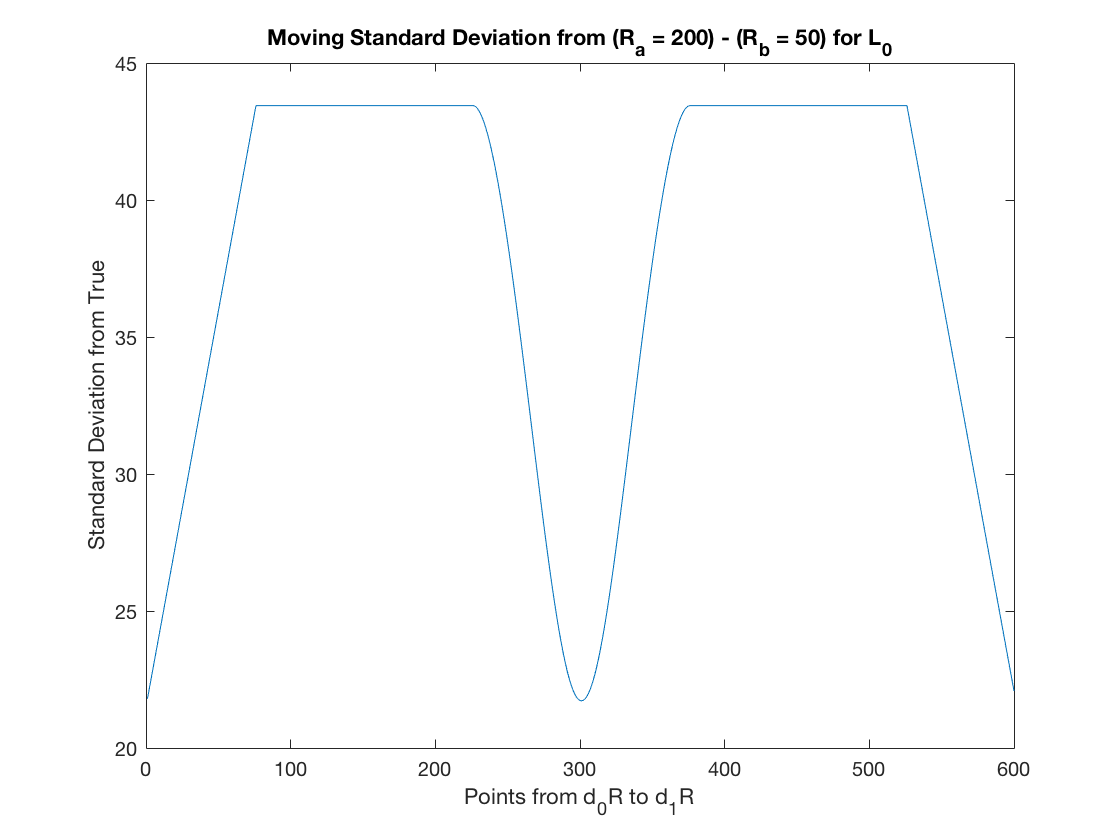 Moving Standard Deviation from (R_a = 200) - (R_b = 50) for L_0
45
40
35
30
25
20
Standard Deviation from True
0 100 200 300 400 500 600
Points from d_0R to d_1R